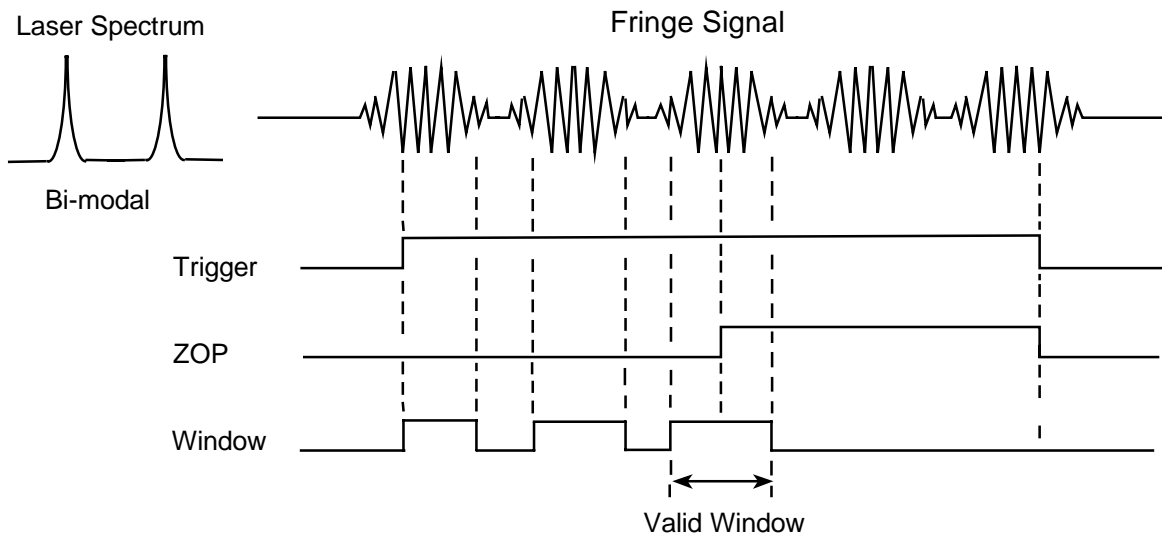 Laser Spectrum
Fringe Signal
Bi-modal
Trigger
ZOP
Window
Valid Window